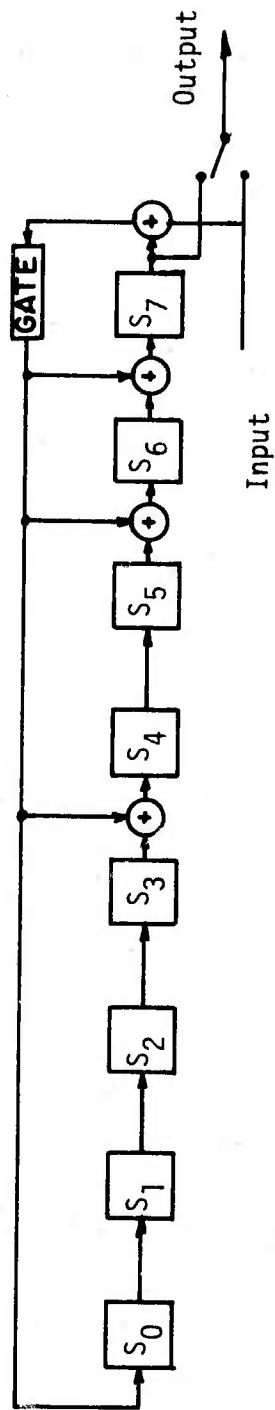 GATE
Output
S0
S1
S2
S3
+
S4
S5
+
S6
+
S7
+
Input